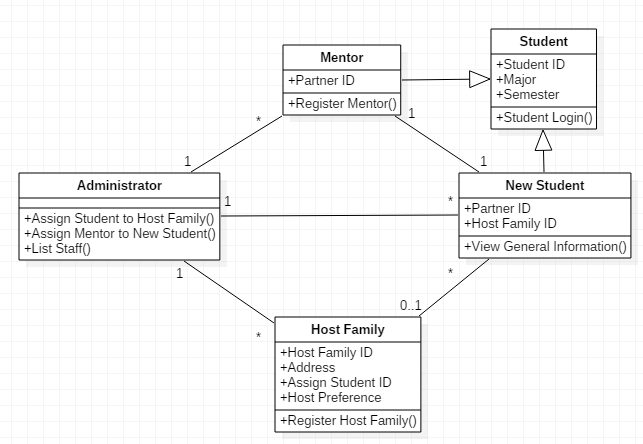 Student
+Student ID
+Major
+Semester
+Student Login()
Mentor
+Partner ID
+Register Mentor()
*
1
1
1
Administrator
+Assign Student to Host Family()
+Assign Mentor to New Student()
+List Staff()
1
*
New Student
+Partner ID
+Host Family ID
+View General Information()
1
*
*
0..1
Host Family
+Host Family ID
+Address
+Assign Student ID
+Host Preference
+Register Host Family()